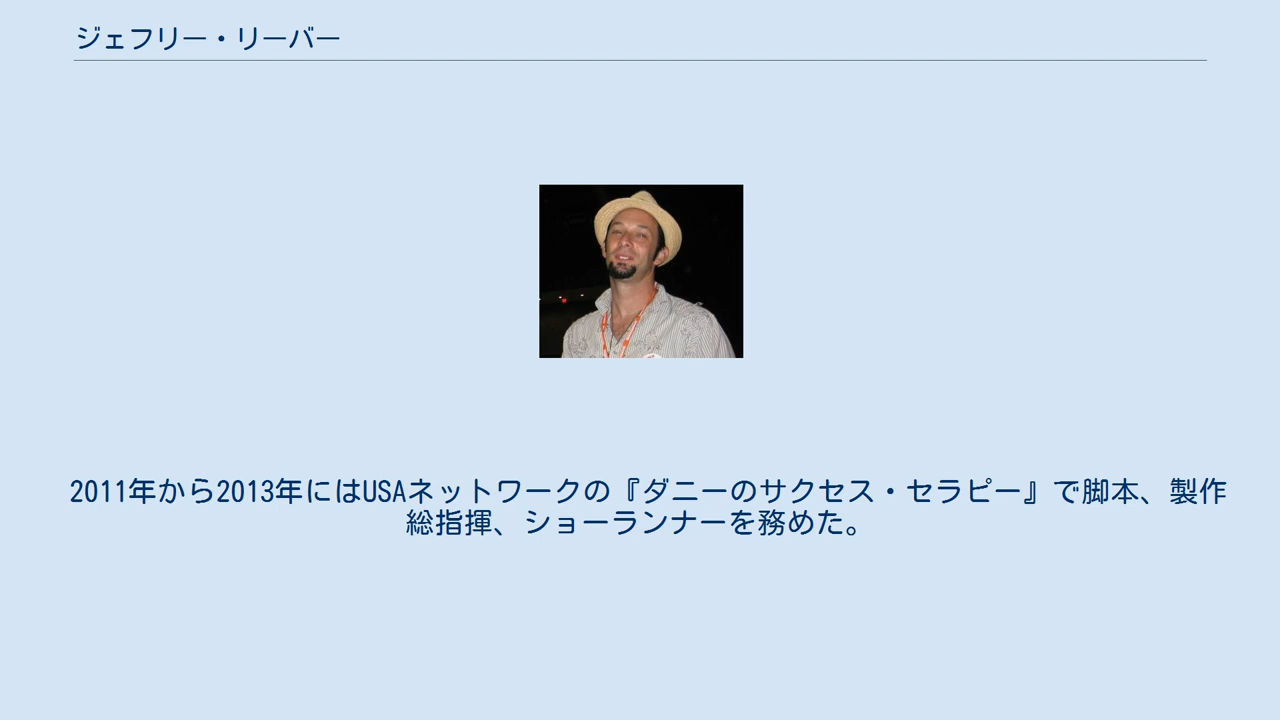 ジェフリー・リーバー
2011年から2013年にはUSAネットワークの『ダニーのサクセス・セラピー』で脚本、製作
総指揮、ショーランナーを務めた。